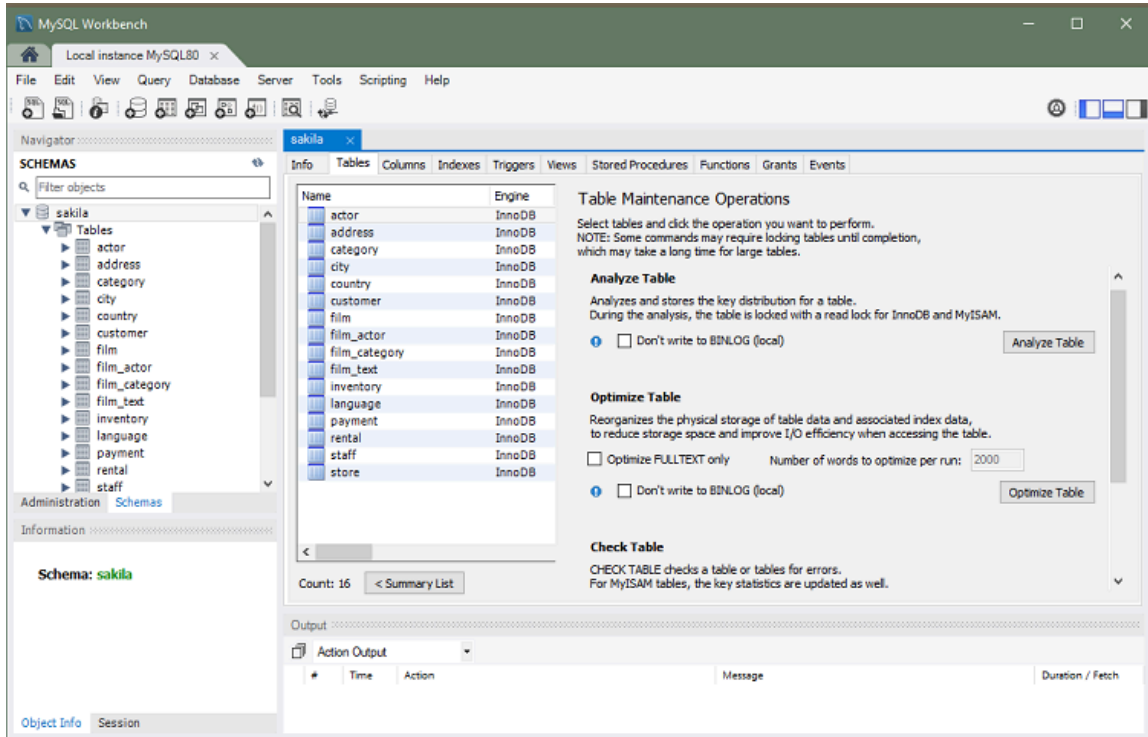 MySQL Workbench
Local instance MySQL80
File Edit View Query Database Server Tools Scripting Help
Navigator
SCHEMAS
Filter objects
sakila
Tables
actor
address
category
city
country
customer
film
film_actor
film_category
film_text
inventory
language
payment
rental
staff
Administration Schemas
Information
Schema: sakila
Object Info Session
sakila
Info Tables Columns Indexes Triggers Views Stored Procedures Functions Grants Events
Name Engine
actor InnoDB
address InnoDB
category InnoDB
city InnoDB
country InnoDB
customer InnoDB
film InnoDB
film_actor InnoDB
film_category InnoDB
film_text InnoDB
inventory InnoDB
language InnoDB
payment InnoDB
rental InnoDB
staff InnoDB
store InnoDB
Count: 16 < Summary List
Table Maintenance Operations
Select tables and click the operation you want to perform.
NOTE: Some commands may require locking tables until completion,
which may take a long time for large tables.
Analyze Table
Analyzes and stores the key distribution for a table.
During the analysis, the table is locked with a read lock for InnoDB and MyISAM.
Don't write to BINLOG (local) Analyze Table
Optimize Table
Reorganizes the physical storage of table data and associated index data,
to reduce storage space and improve I/O efficiency when accessing the table.
Optimize FULLTEXT only Number of words to optimize per run: 2000
Don't write to BINLOG (local) Optimize Table
Check Table
CHECK TABLE checks a table or tables for errors.
For MyISAM tables, the key statistics are updated as well.
Output
Action Output
# Time Action Message Duration / Fetch